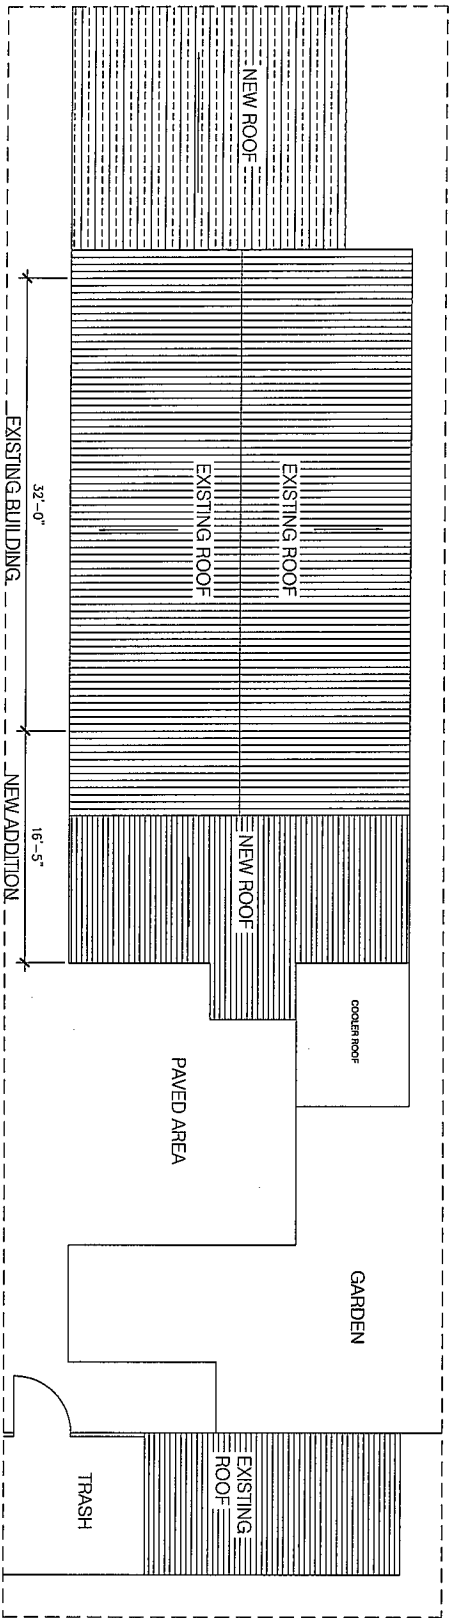 NEW ROOF
EXISTING ROOF
EXISTING ROOF
32'-0"
EXISTING BUILDING
NEW ROOF
16'-5"
NEW ADDITION
COOLER ROOF
PAVED AREA
GARDEN
EXISTING
ROOF
TRASH